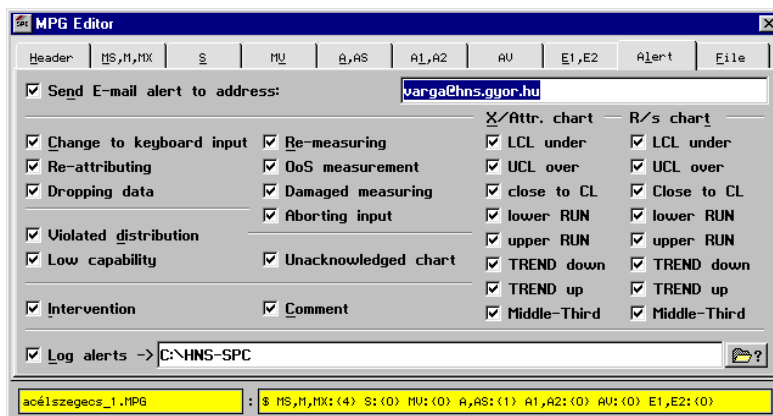 SPC MPG Editor
Header MS,M,MX S MV A,AS A1,A2 AV E1,E2 Alert File
Send E-mail alert to address: varga@hns.gyor.hu
X/Attr. chart R/s chart
Change to keyboard input Re-measuring LCL under LCL under
Re-attributing OoS measurement UCL over UCL over
Dropping data Damaged measuring close to CL Close to CL
Aborting input lower RUN lower RUN
Violated distribution upper RUN upper RUN
Low capability Unacknowledged chart TREND down TREND down
TREND up TREND up
Intervention Comment Middle-Third Middle-Third
Log alerts -> C:\HNS-SPC ?
acélszegecs_1.MPG : $ MS,M,MX:(4) S:(0) MV:(0) A,AS:(1) A1,A2:(0) AV:(0) E1,E2:(0)